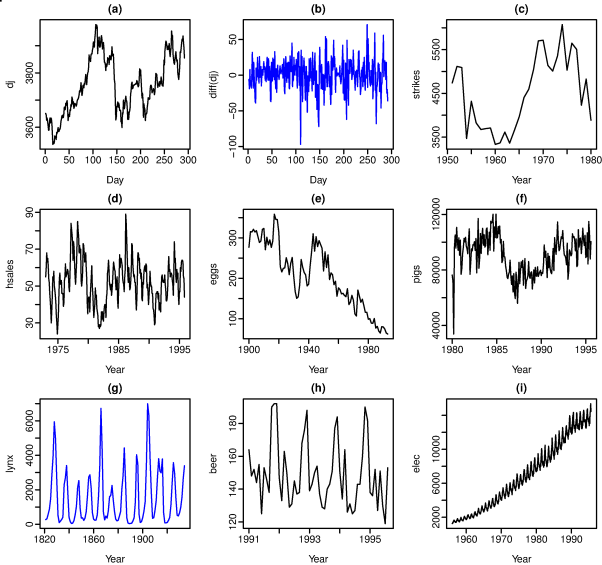 (a) (b) (c)
dj
3600 3800
0 50 100 150 200 250 300
Day
diff(dj)
−100 −50 0 50
0 50 100 150 200 250 300
Day
strikes
3500 4500 5500
1950 1960 1970 1980
Year
(d) (e) (f)
hsales
30 50 70 90
1975 1985 1995
Year
eggs
100 200 300
1900 1940 1980
Year
pigs
40000 80000 120000
1980 1985 1990 1995
Year
(g) (h) (i)
lynx
0 2000 4000 6000
1820 1860 1900
Year
beer
120 140 160 180
1991 1993 1995
Year
elec
2000 6000 10000
1960 1970 1980 1990
Year